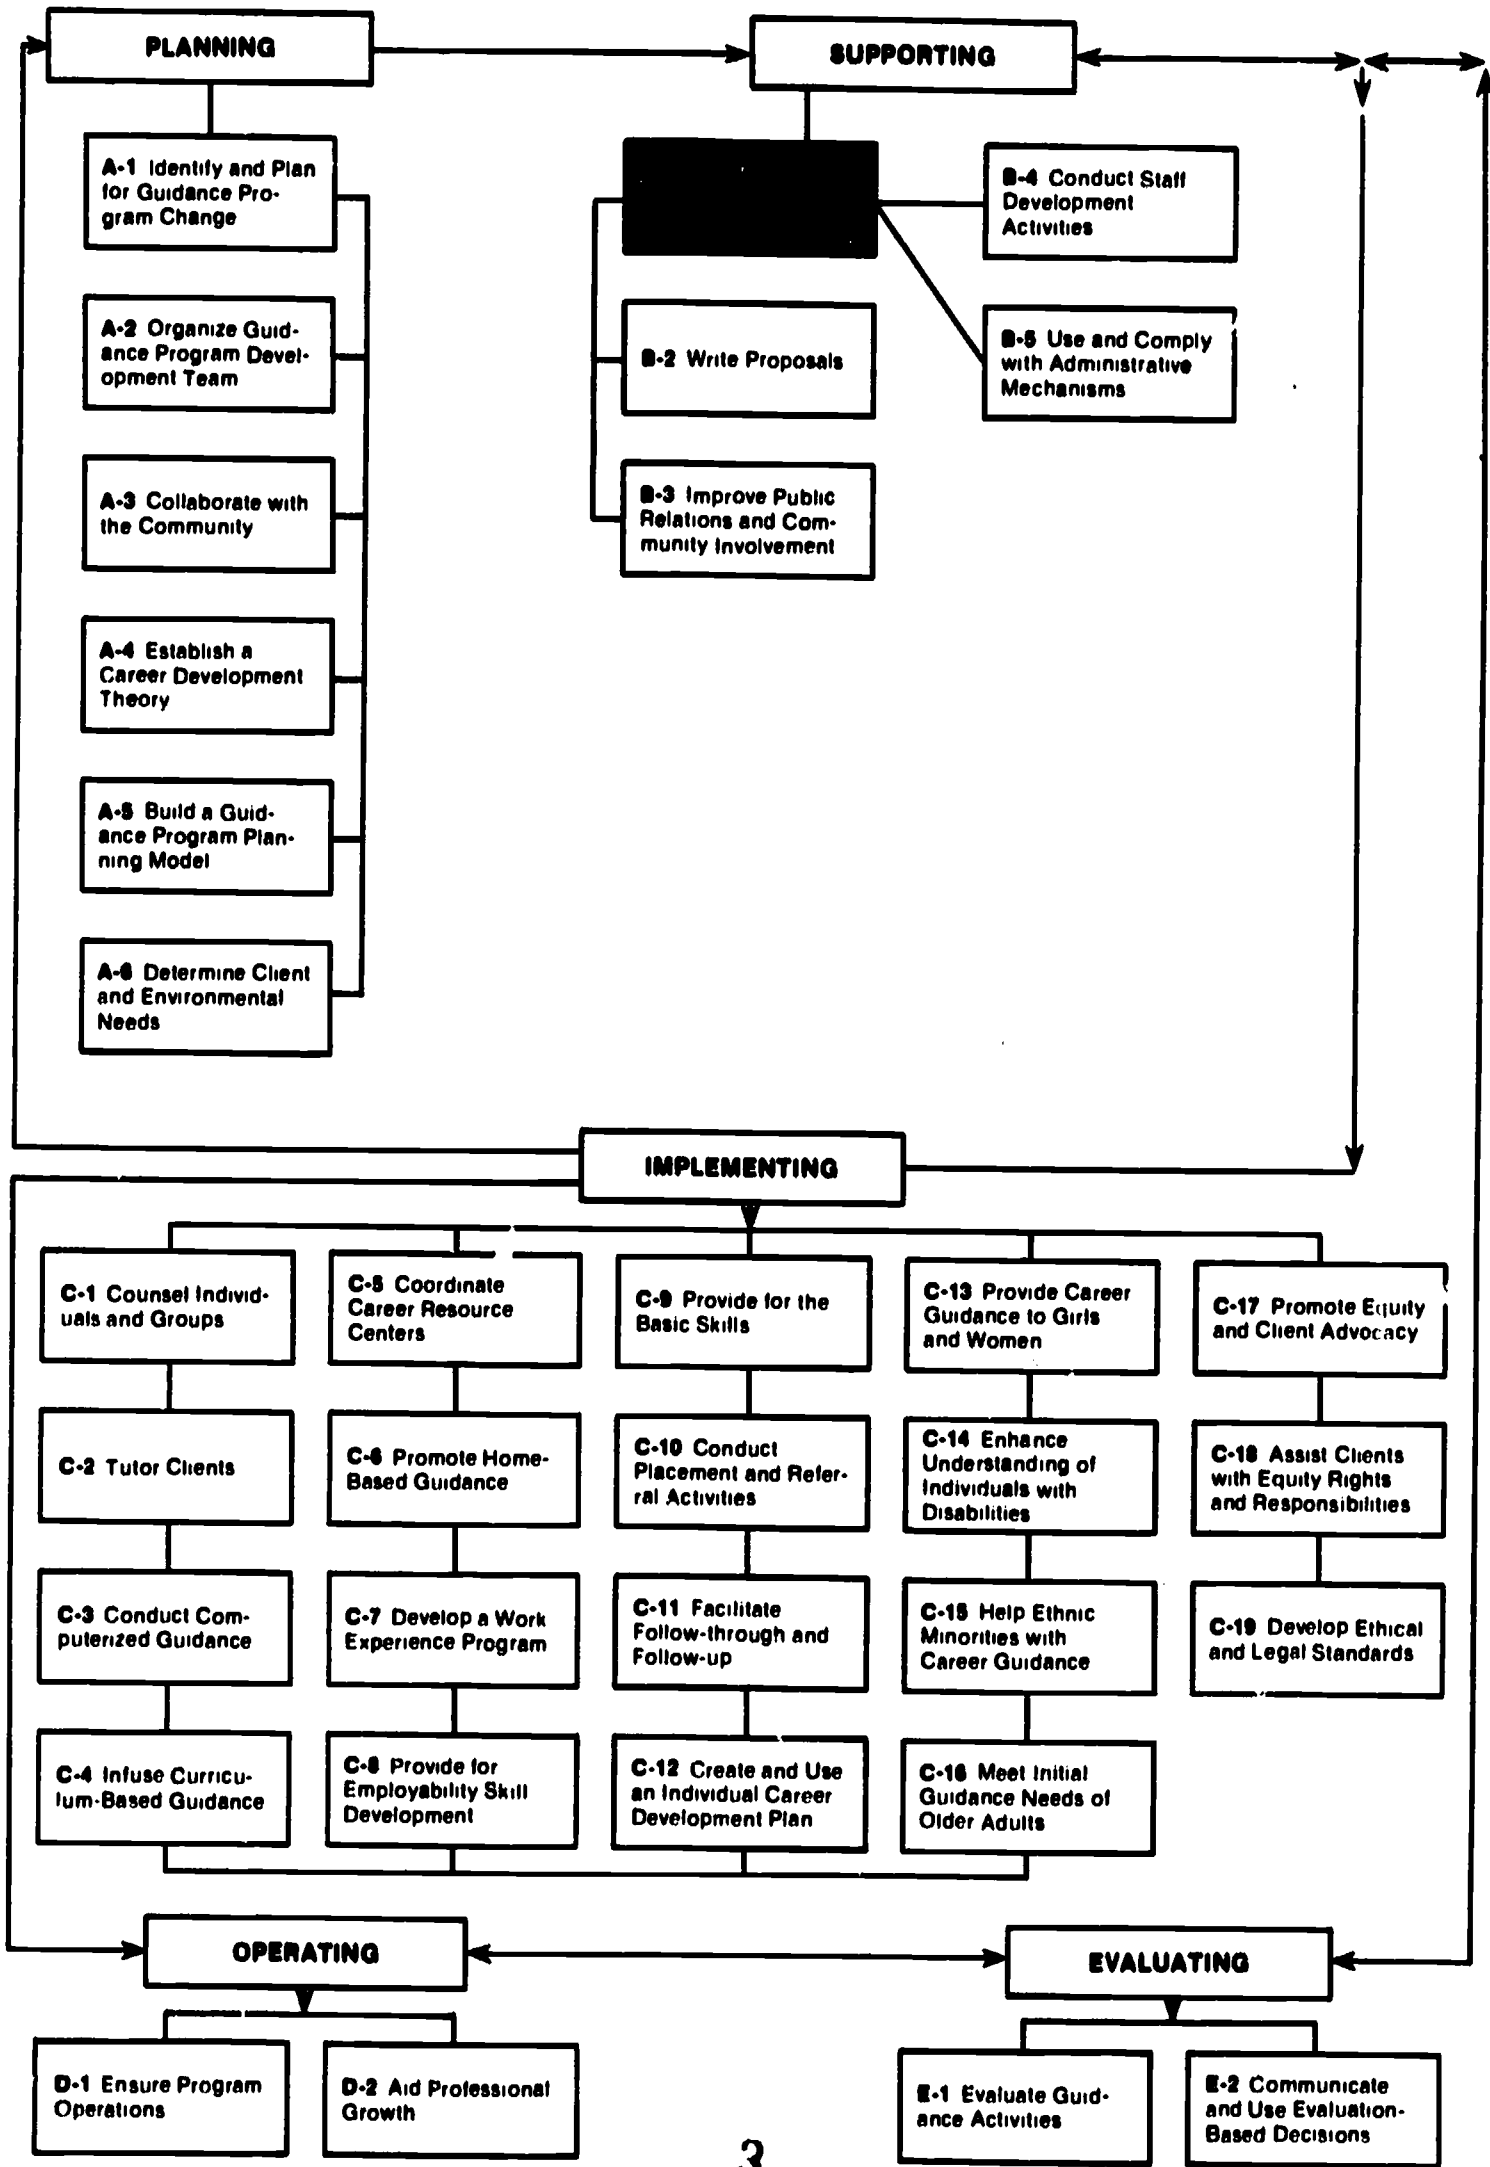 PLANNING
SUPPORTING
A-1 Identify and Plan
for Guidance Pro-
gram Change
A-2 Organize Guid-
ance Program Devel-
opment Team
A-3 Collaborate with
the Community
A-4 Establish a
Career Development
Theory
A-5 Build a Guid-
ance Program Plan-
ning Model
A-6 Determine Client
and Environmental
Needs
B-2 Write Proposals
B-3 Improve Public
Relations and Com-
munity Involvement
B-4 Conduct Staff
Development
Activities
B-5 Use and Comply
with Administrative
Mechanisms
IMPLEMENTING
C-1 Counsel Individ-
uals and Groups
C-2 Tutor Clients
C-3 Conduct Com-
puterized Guidance
C-4 Infuse Curricu-
lum-Based Guidance
C-5 Coordinate
Career Resource
Centers
C-6 Promote Home-
Based Guidance
C-7 Develop a Work
Experience Program
C-8 Provide for
Employability Skill
Development
C-9 Provide for the
Basic Skills
C-10 Conduct
Placement and Refer-
ral Activities
C-11 Facilitate
Follow-through and
Follow-up
C-12 Create and Use
an Individual Career
Development Plan
C-13 Provide Career
Guidance to Girls
and Women
C-14 Enhance
Understanding of
Individuals with
Disabilities
C-15 Help Ethnic
Minorities with
Career Guidance
C-16 Meet Initial
Guidance Needs of
Older Adults
C-17 Promote Equity
and Client Advocacy
C-18 Assist Clients
with Equity Rights
and Responsibilities
C-19 Develop Ethical
and Legal Standards
OPERATING
EVALUATING
D-1 Ensure Program
Operations
D-2 Aid Professional
Growth
E-1 Evaluate Guid-
ance Activities
E-2 Communicate
and Use Evaluation-
Based Decisions
3